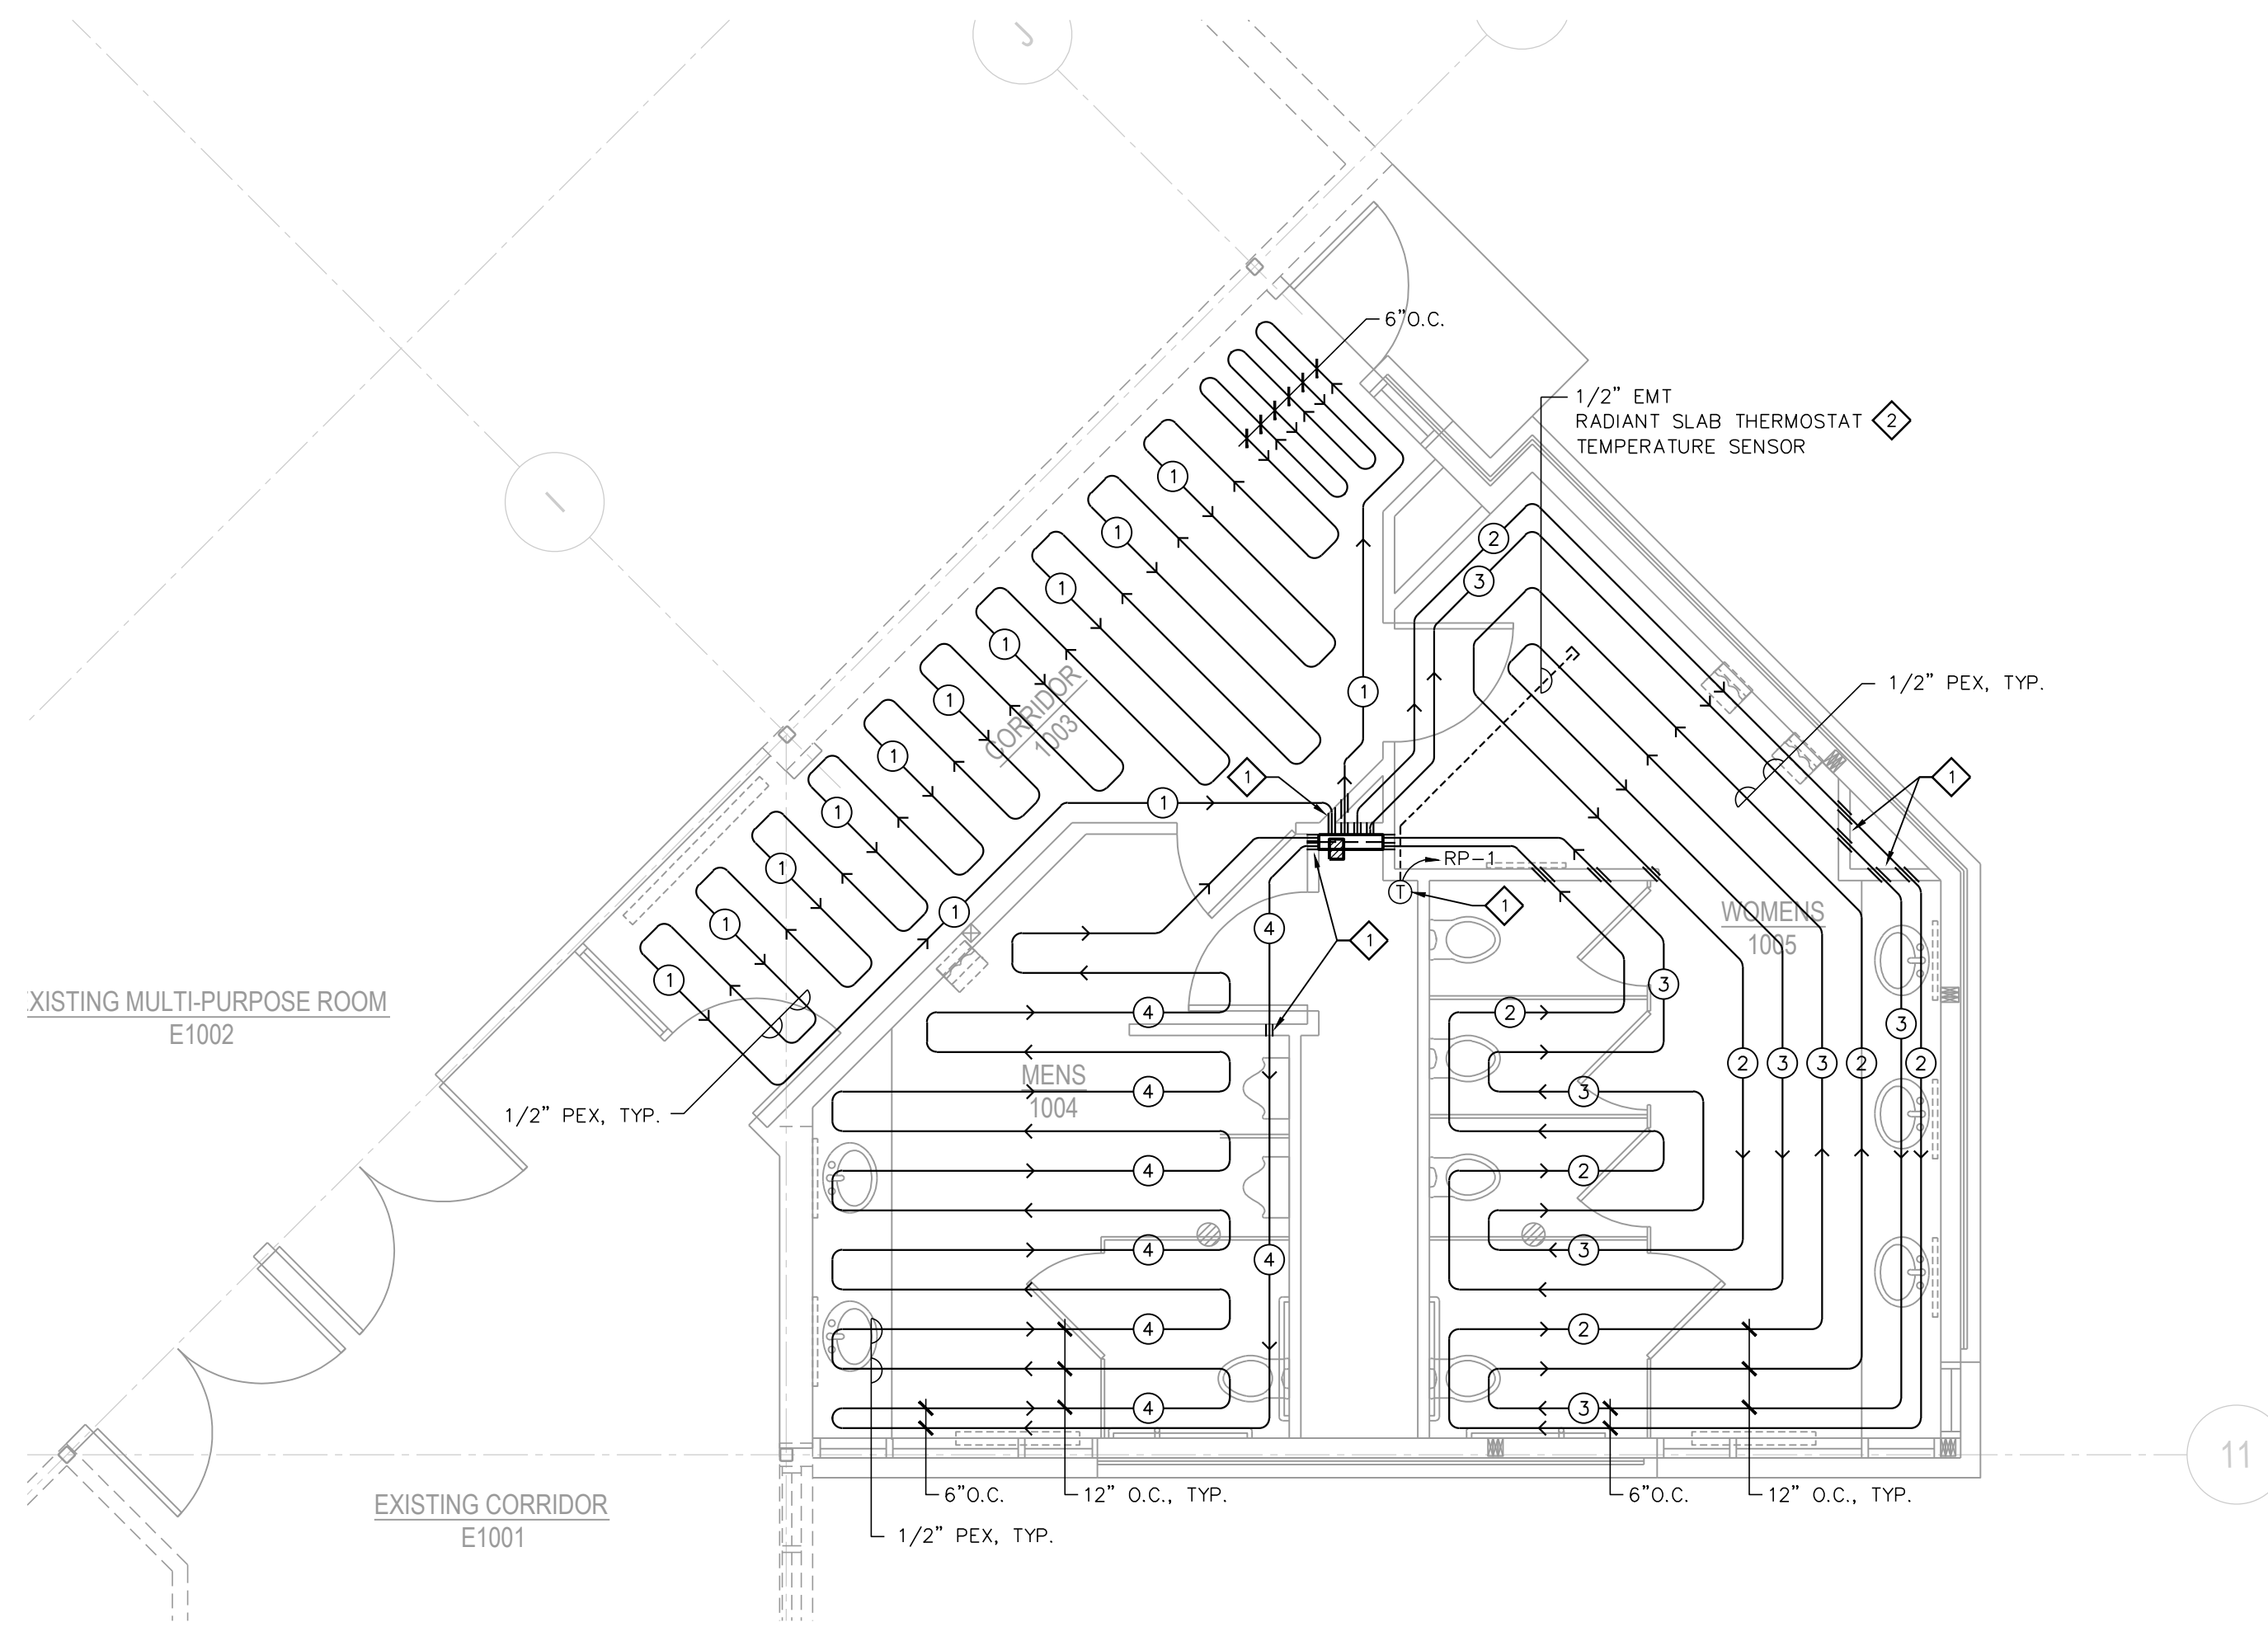 J
6"O.C.
1/2" EMT
RADIANT SLAB THERMOSTAT 2
TEMPERATURE SENSOR
1
2
I
1
3
1
1
1/2" PEX, TYP.
1
1
CORRIDOR
1003
1
1
1
1
1
1
RP-1
1
1
T
1
1
1
WOMENS
1005
4
1
1
3
EXISTING MULTI-PURPOSE ROOM
E1002
4
2
3
2
3
3
2
2
MENS
1004
4
3
1/2" PEX, TYP.
4
2
4
4
3
4
2
4
3
11
6"O.C.
12" O.C., TYP.
6"O.C.
12" O.C., TYP.
EXISTING CORRIDOR
E1001
1/2" PEX, TYP.